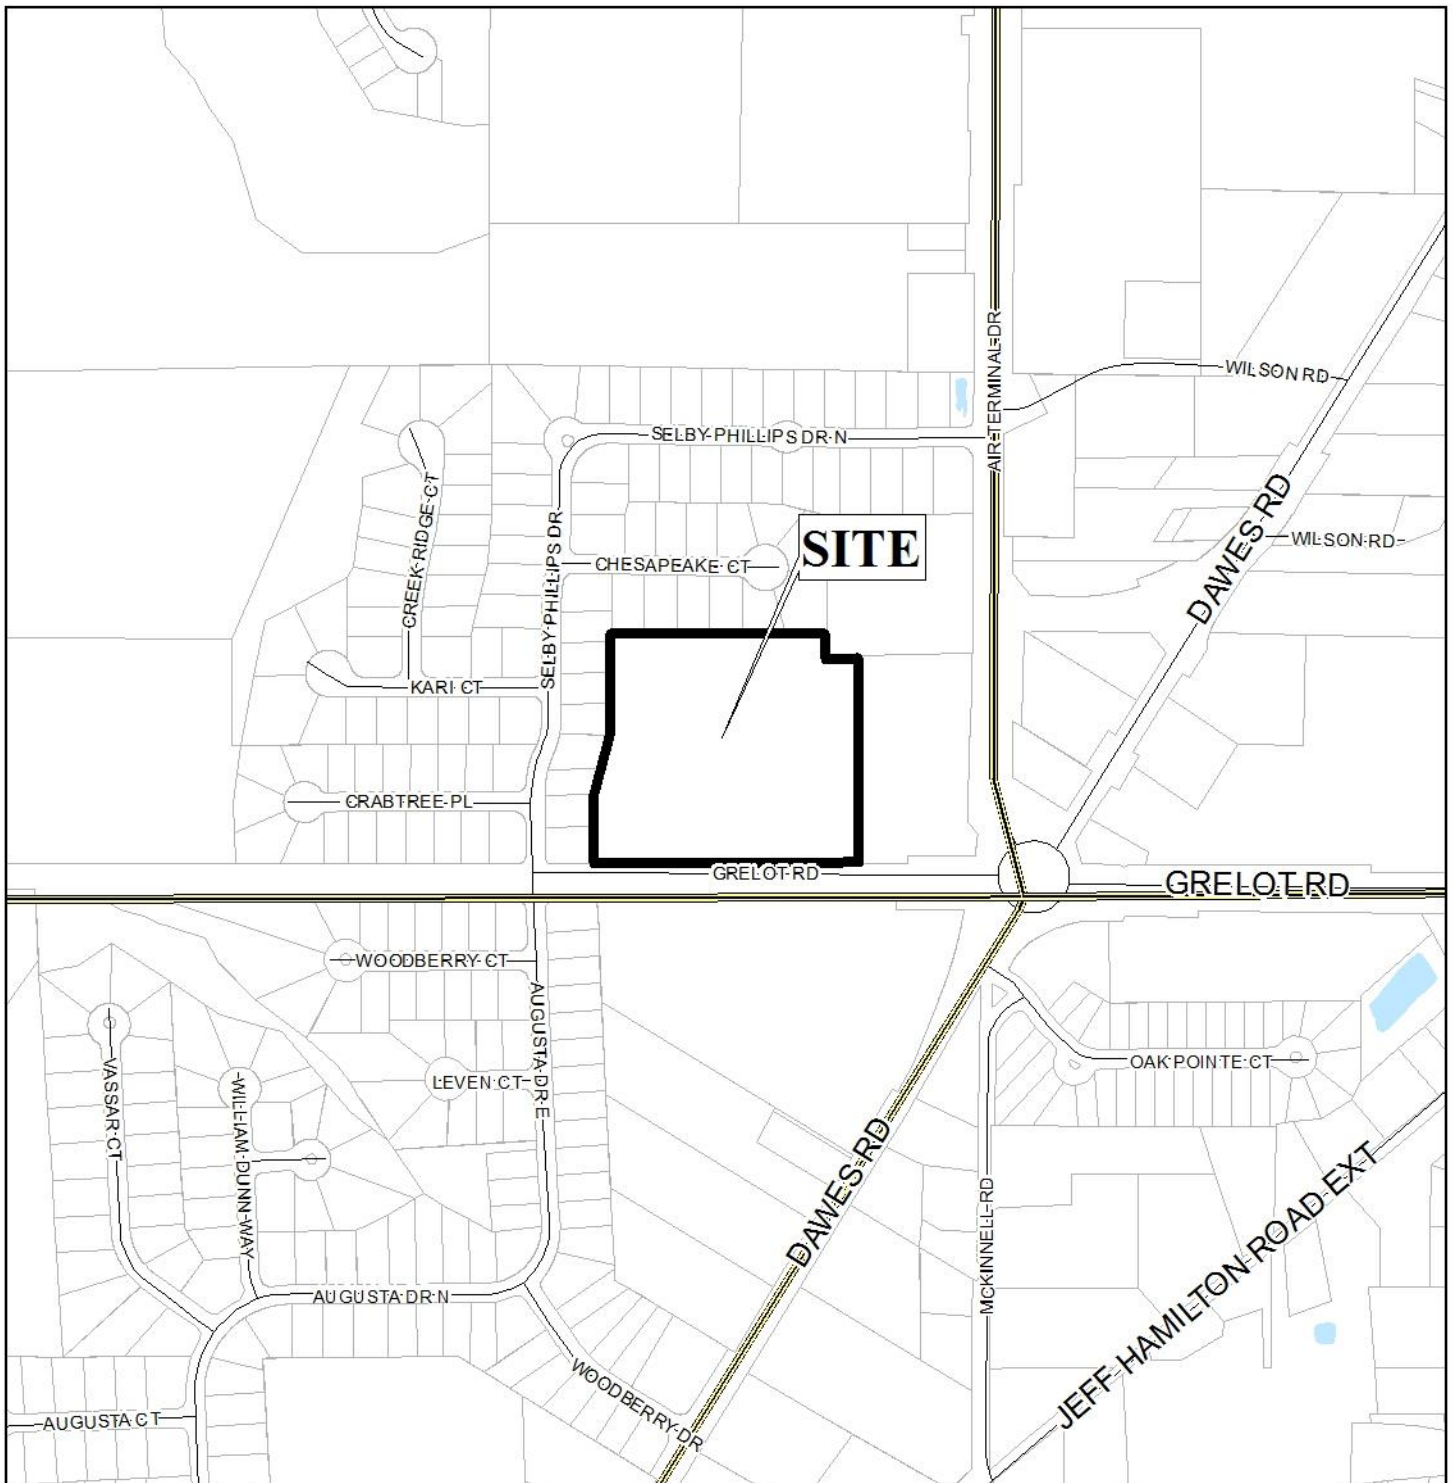 AIR TERMINAL DR
WILSON RD
SELBY PHILLIPS DR N
DAWES RD
CREEK RIDGE CT
SELBY PHILLIPS DR
SITE
WILSON RD
CHESAPEAKE CT
KARI CT
CRABTREE PL
GRELOT RD
GRELOT RD
WOODBERRY CT
AUGUSTA DR E
VASSAR CT
WILLIAM DUNN WAY
LEVEN CT
OAK POINTE CT
DAWES RD
MCKINNELL RD
JEFF HAMILTON ROAD EXT
AUGUSTA DR N
WOODBERRY DR
AUGUSTA CT